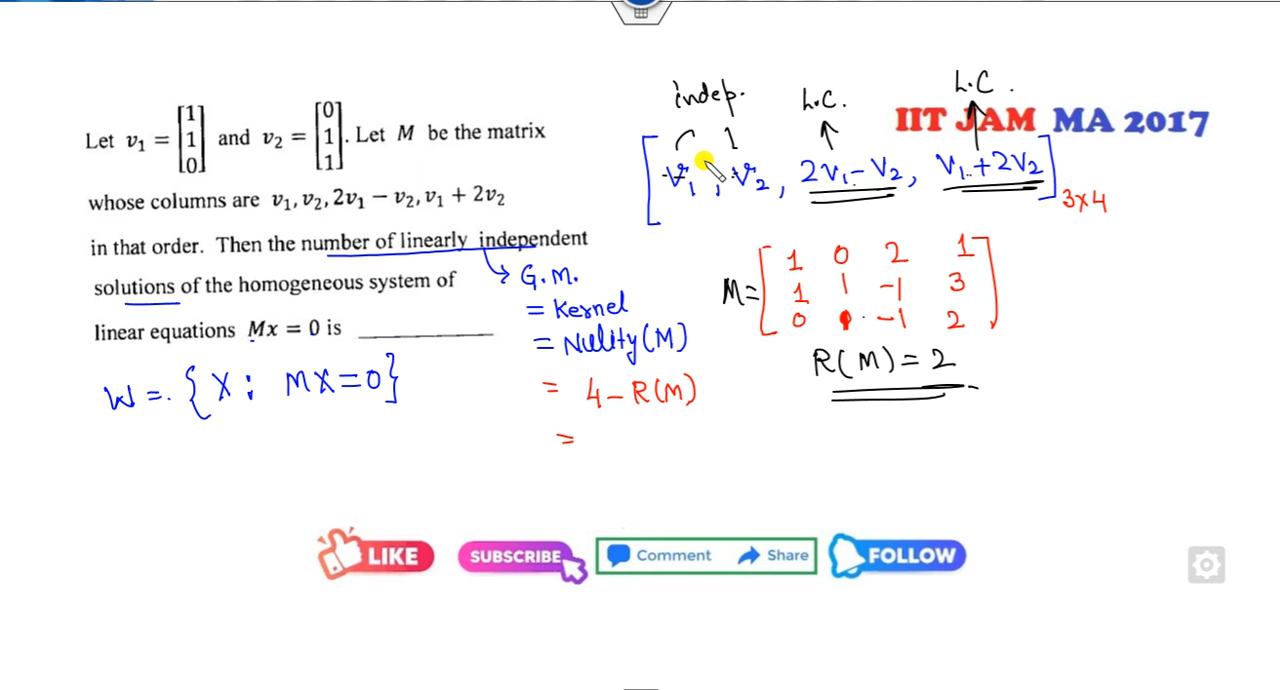 indep. L.C. L.C.
IIT JAM MA 2017
Let v₁ = [1 1 0] and v₂ = [0 1 1]. Let M be the matrix
[v₁, v₂, 2v₁-v₂, v₁+2v₂]3x4
whose columns are v₁, v₂, 2v₁ − v₂, v₁ + 2v₂
in that order. Then the number of linearly independent
solutions of the homogeneous system of
linear equations Mx = 0 is ____________
G.M.
= Kernel
= Nullity(M)
= 4-R(M)
=
M= [1 0 2 1
1 1 -1 3
0 1 -1 2]
R(M)=2
W = {X: MX=0}
LIKE SUBSCRIBE Comment Share FOLLOW